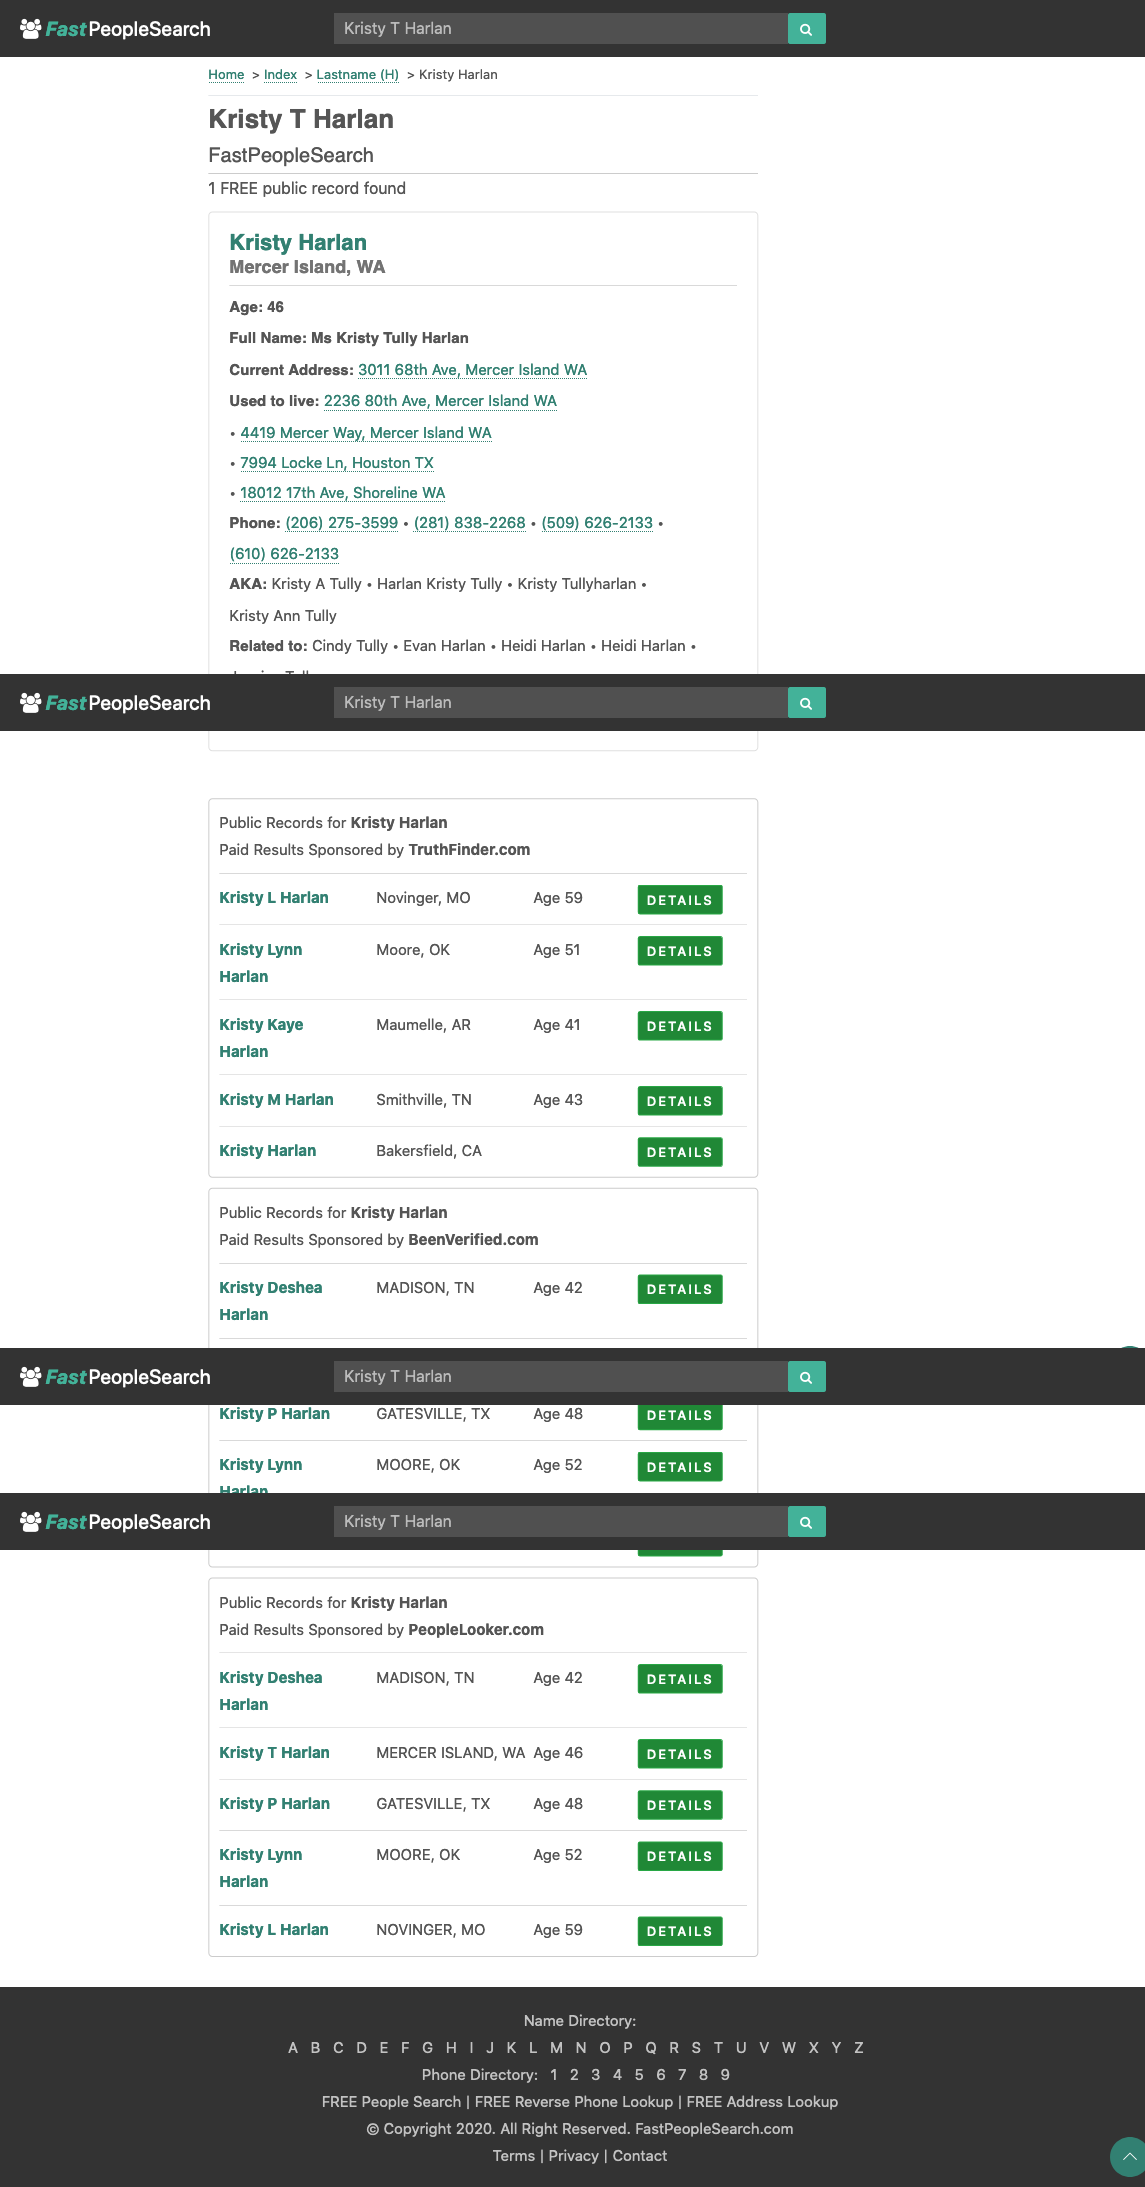 FastPeopleSearch
Kristy T Harlan
Home > Index > Lastname (H) > Kristy Harlan
Kristy T Harlan
FastPeopleSearch
1 FREE public record found
Kristy Harlan
Mercer Island, WA
Age: 46
Full Name: Ms Kristy Tully Harlan
Current Address: 3011 68th Ave, Mercer Island WA
Used to live: 2236 80th Ave, Mercer Island WA
• 4419 Mercer Way, Mercer Island WA
• 7994 Locke Ln, Houston TX
• 18012 17th Ave, Shoreline WA
Phone: (206) 275-3599 • (281) 838-2268 • (509) 626-2133 •
(610) 626-2133
AKA: Kristy A Tully • Harlan Kristy Tully • Kristy Tullyharlan •
Kristy Ann Tully
Related to: Cindy Tully • Evan Harlan • Heidi Harlan • Heidi Harlan •
FastPeopleSearch
Kristy T Harlan
Public Records for Kristy Harlan
Paid Results Sponsored by TruthFinder.com
Kristy L Harlan Novinger, MO Age 59 DETAILS
Kristy Lynn Moore, OK Age 51 DETAILS
Harlan
Kristy Kaye Maumelle, AR Age 41 DETAILS
Harlan
Kristy M Harlan Smithville, TN Age 43 DETAILS
Kristy Harlan Bakersfield, CA DETAILS
Public Records for Kristy Harlan
Paid Results Sponsored by BeenVerified.com
Kristy Deshea MADISON, TN Age 42 DETAILS
Harlan
FastPeopleSearch
Kristy T Harlan
Kristy P Harlan GATESVILLE, TX Age 48 DETAILS
Kristy Lynn MOORE, OK Age 52 DETAILS
Harlan
FastPeopleSearch
Kristy T Harlan
Public Records for Kristy Harlan
Paid Results Sponsored by PeopleLooker.com
Kristy Deshea MADISON, TN Age 42 DETAILS
Harlan
Kristy T Harlan MERCER ISLAND, WA Age 46 DETAILS
Kristy P Harlan GATESVILLE, TX Age 48 DETAILS
Kristy Lynn MOORE, OK Age 52 DETAILS
Harlan
Kristy L Harlan NOVINGER, MO Age 59 DETAILS
Name Directory:
A B C D E F G H I J K L M N O P Q R S T U V W X Y Z
Phone Directory: 1 2 3 4 5 6 7 8 9
FREE People Search | FREE Reverse Phone Lookup | FREE Address Lookup
© Copyright 2020. All Right Reserved. FastPeopleSearch.com
Terms | Privacy | Contact